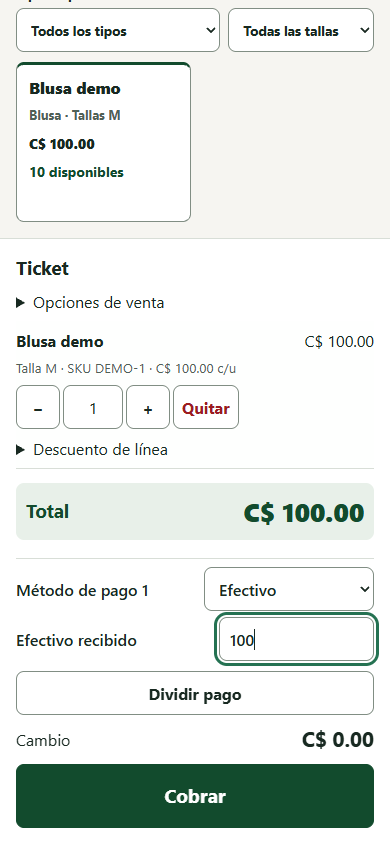 Todos los tipos
Todas las tallas
Blusa demo
Blusa · Tallas M
C$ 100.00
10 disponibles
Ticket
Opciones de venta
Blusa demo C$ 100.00
Talla M · SKU DEMO-1 · C$ 100.00 c/u
− 1 + Quitar
Descuento de línea
Total C$ 100.00
Método de pago 1 Efectivo
Efectivo recibido 100
Dividir pago
Cambio C$ 0.00
Cobrar